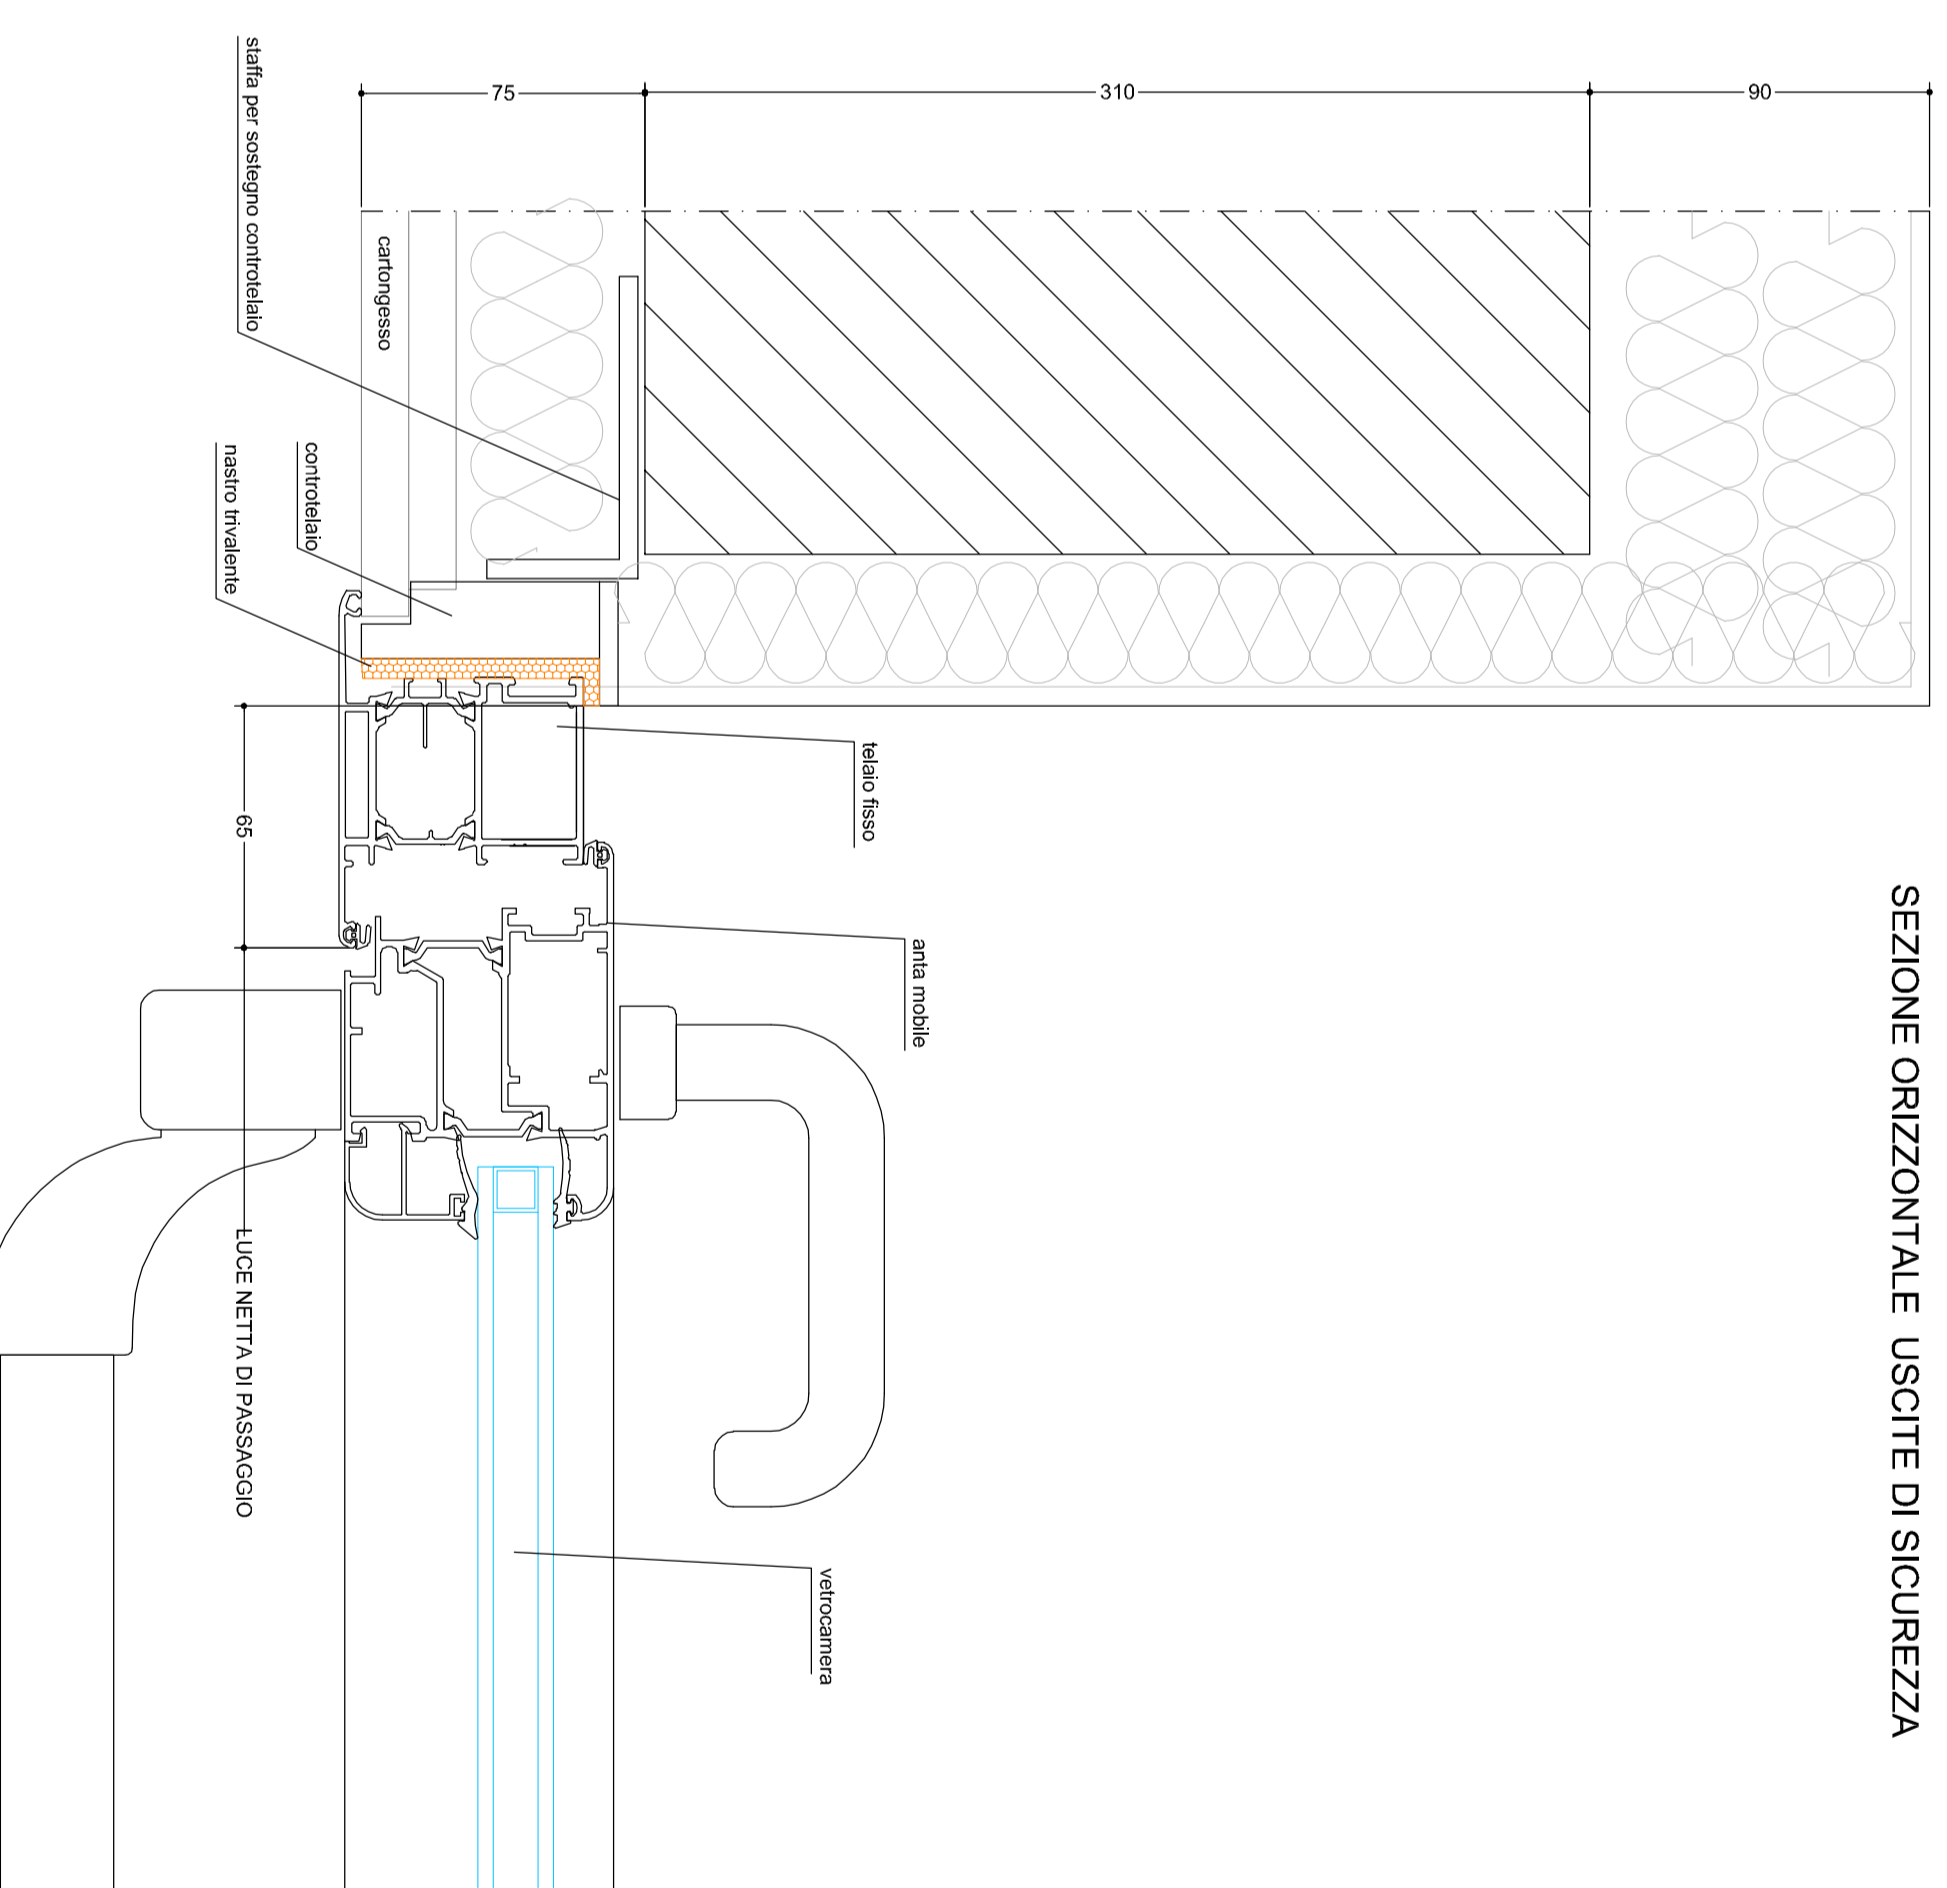 SEZIONE ORIZZONTALE USCITE DI SICUREZZA
75
310
90
staffa per sostegno controtelaio
cartongesso
controtelaio
nastro trivalente
telaio fisso
65
anta mobile
LUCE NETTA DI PASSAGGIO
vetrocamera